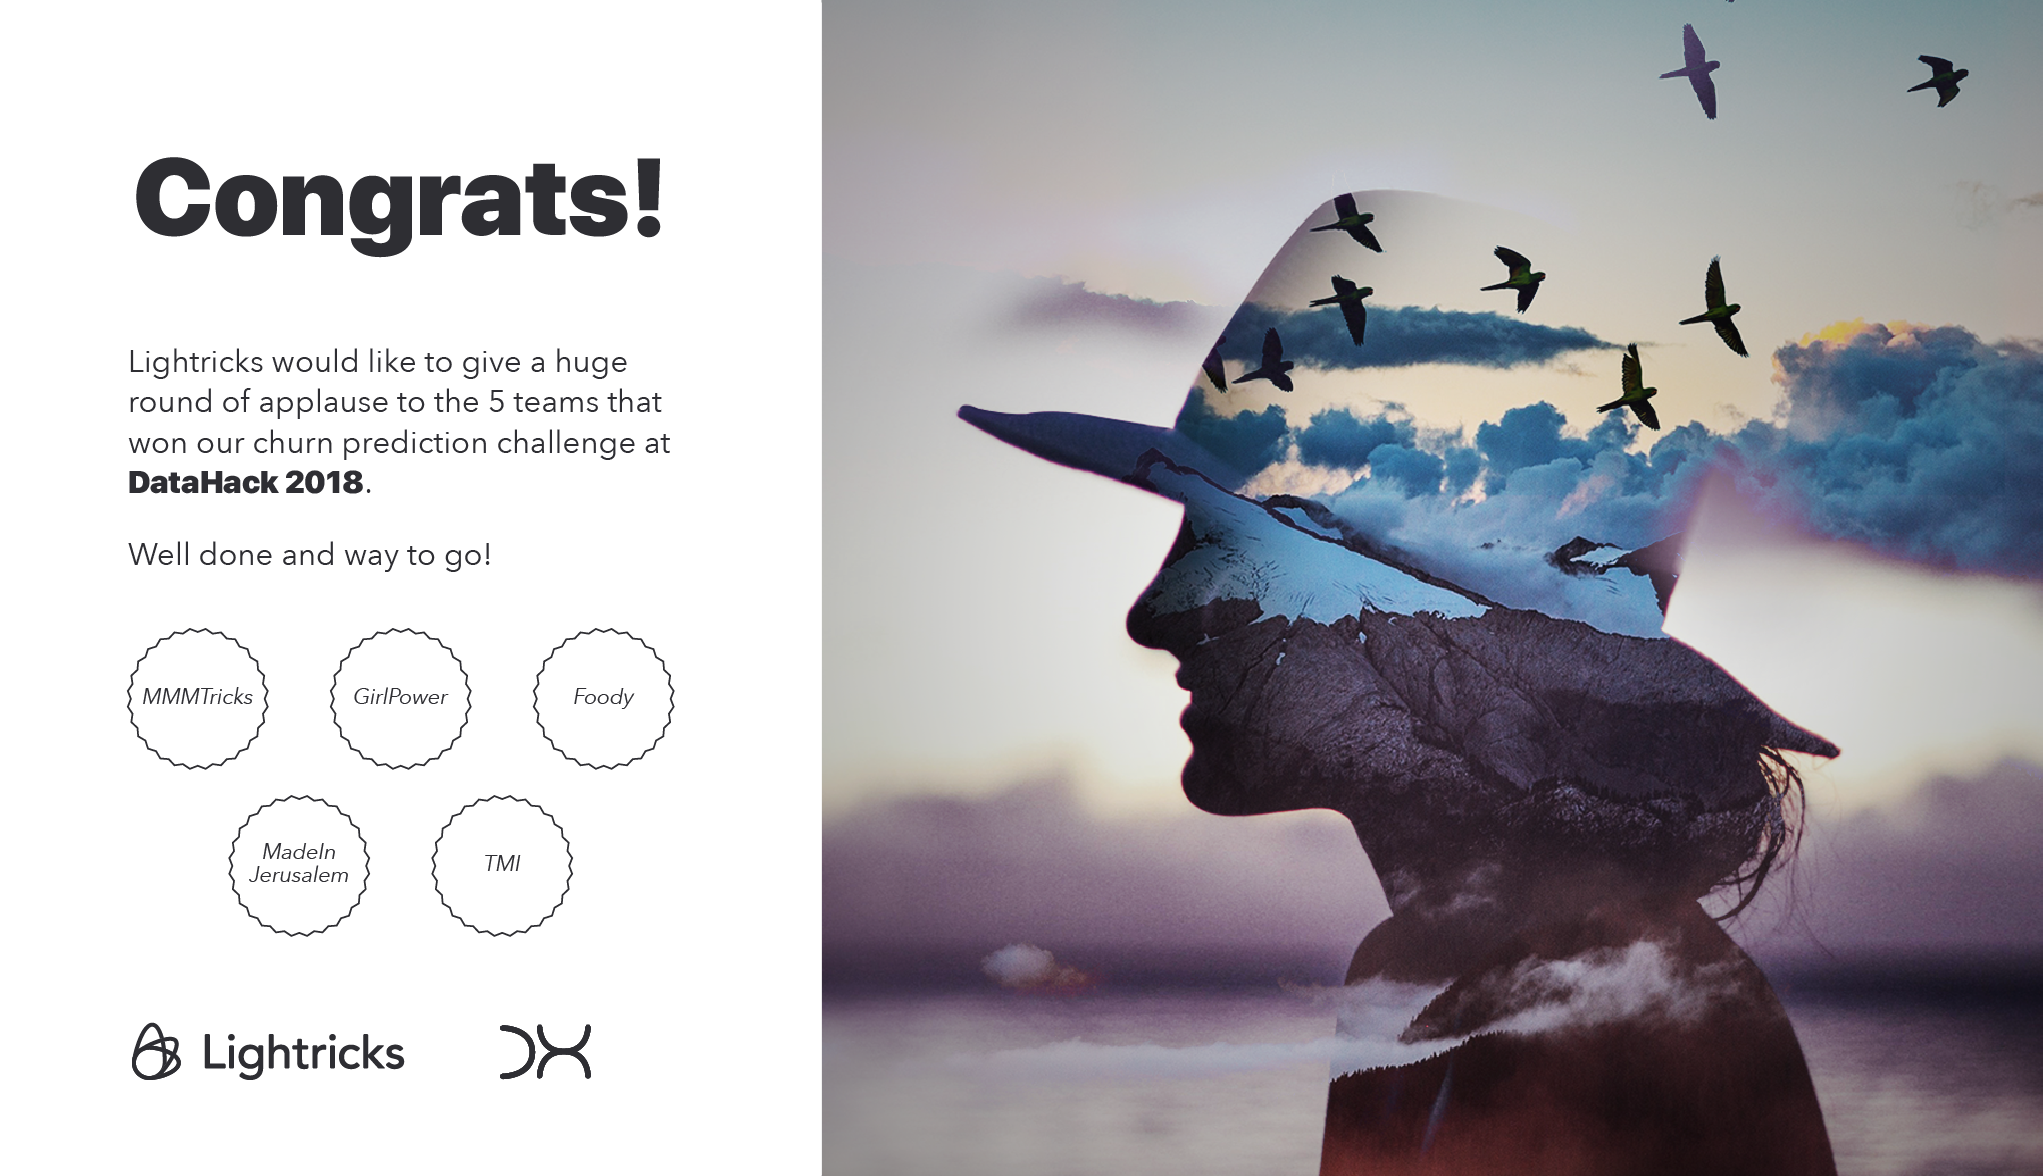 Congrats!
Lightricks would like to give a huge
round of applause to the 5 teams that
won our churn prediction challenge at
DataHack 2018.
Well done and way to go!
MMMTricks
GirlPower
Foody
MadeIn
Jerusalem
TMI
Lightricks
DX